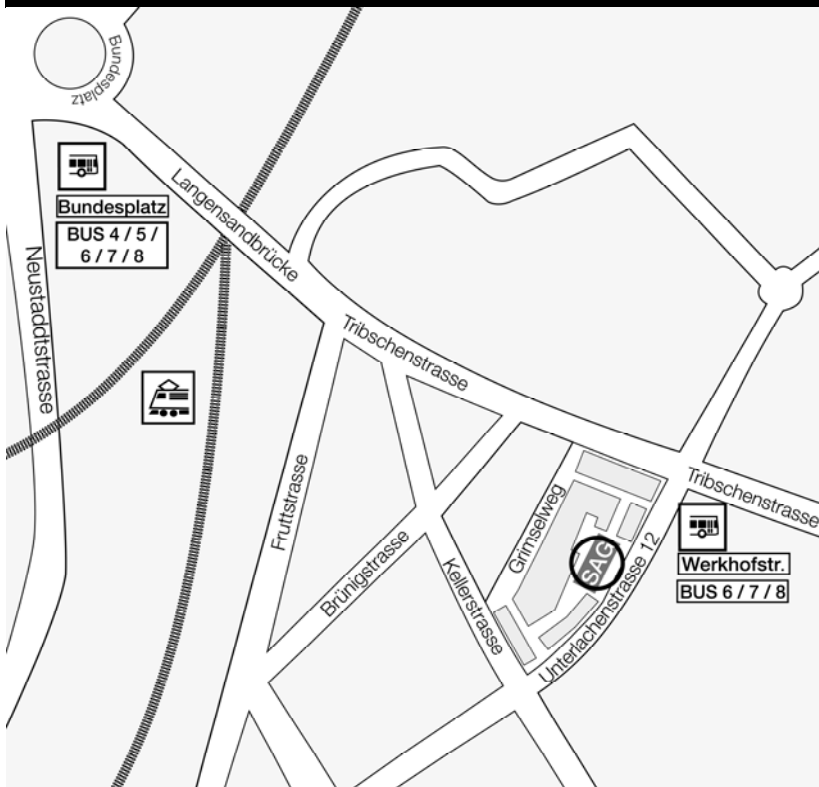 Bundesplatz
Bundesplatz
BUS 4 / 5 /
6 / 7 / 8
Langensandbrücke
Neustaddtstrasse
Tribschenstrasse
Fruttstrasse
Brünigstrasse
Kellerstrasse
Grimselweg
SAG
Unterlachenstrasse 12
Tribschenstrasse
Werkhofstr.
BUS 6 / 7 / 8